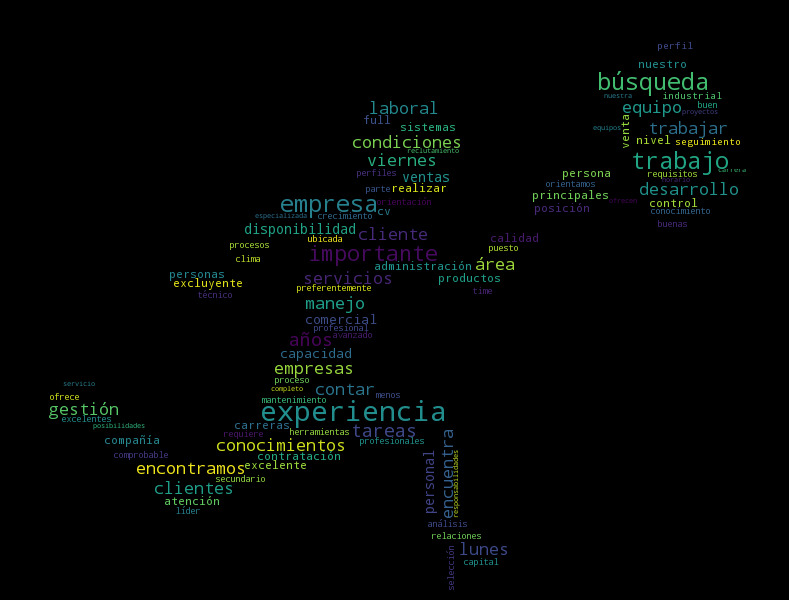 perfil
nuestro
búsqueda
nuestra
industrial
laboral
equipo
buen
full
venta
proyectos
sistemas
equipos
trabajar
condiciones
nivel
seguimiento
reclutamiento
viernes
trabajo
carrera
perfiles
ventas
persona
requisitos
horario
parte
realizar
orientamos
desarrollo
empresa
orientación
principales
ofrecen
control
especializada
crecimiento
cv
posición
conocimiento
disponibilidad
buenas
ubicada
cliente
calidad
procesos
importante
puesto
clima
administración
área
personas
servicios
productos
excluyente
preferentemente
técnico
time
manejo
comercial
profesional
años
avanzado
capacidad
empresas
proceso
servicio
completo
contar
menos
ofrece
mantenimiento
gestión
experiencia
excelentes
posibilidades
carreras
requiere
herramientas
tareas
compañía
conocimientos
profesionales
encuentra
comprobable
contratación
encontramos
excelente
personal
responsabilidades
secundario
clientes
atención
líder
análisis
relaciones
lunes
selección
capital